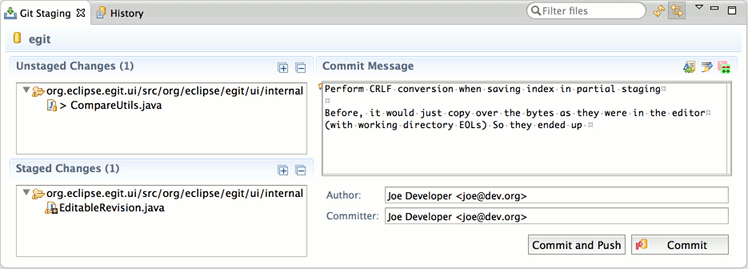 Git Staging
History
Filter files
egit
Unstaged Changes (1)
org.eclipse.egit.ui/src/org/eclipse/egit/ui/internal
> CompareUtils.java
Staged Changes (1)
org.eclipse.egit.ui/src/org/eclipse/egit/ui/internal
EditableRevision.java
Commit Message
Perform CRLF conversion when saving index in partial staging
Before, it would just copy over the bytes as they were in the editor
(with working directory EOLs) So they ended up
Author: Joe Developer <joe@dev.org>
Committer: Joe Developer <joe@dev.org>
Commit and Push
Commit